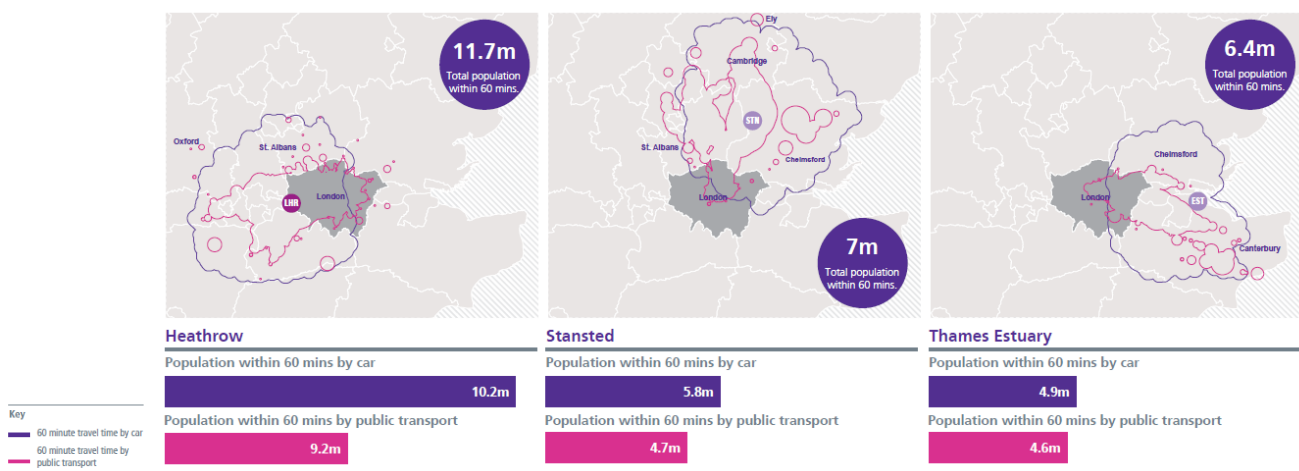 11.7m
Total population
within 60 mins.
Oxford
St. Albans
London
LHR
Ely
Cambridge
STN
St. Albans
Chelmsford
London
7m
Total population
within 60 mins.
6.4m
Total population
within 60 mins.
Chelmsford
London
EST
Canterbury
Heathrow
Population within 60 mins by car
10.2m
Population within 60 mins by public transport
9.2m
Stansted
Population within 60 mins by car
5.8m
Population within 60 mins by public transport
4.7m
Thames Estuary
Population within 60 mins by car
4.9m
Population within 60 mins by public transport
4.6m
Key
60 minute travel time by car
60 minute travel time by
public transport